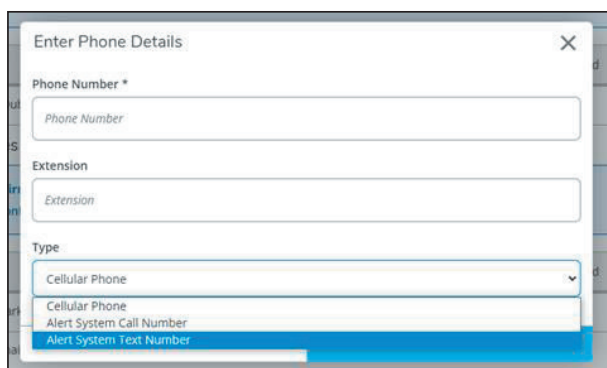 Enter Phone Details
Phone Number *
Phone Number
Extension
Extension
Type
Cellular Phone
Cellular Phone
Alert System Call Number
Alert System Text Number